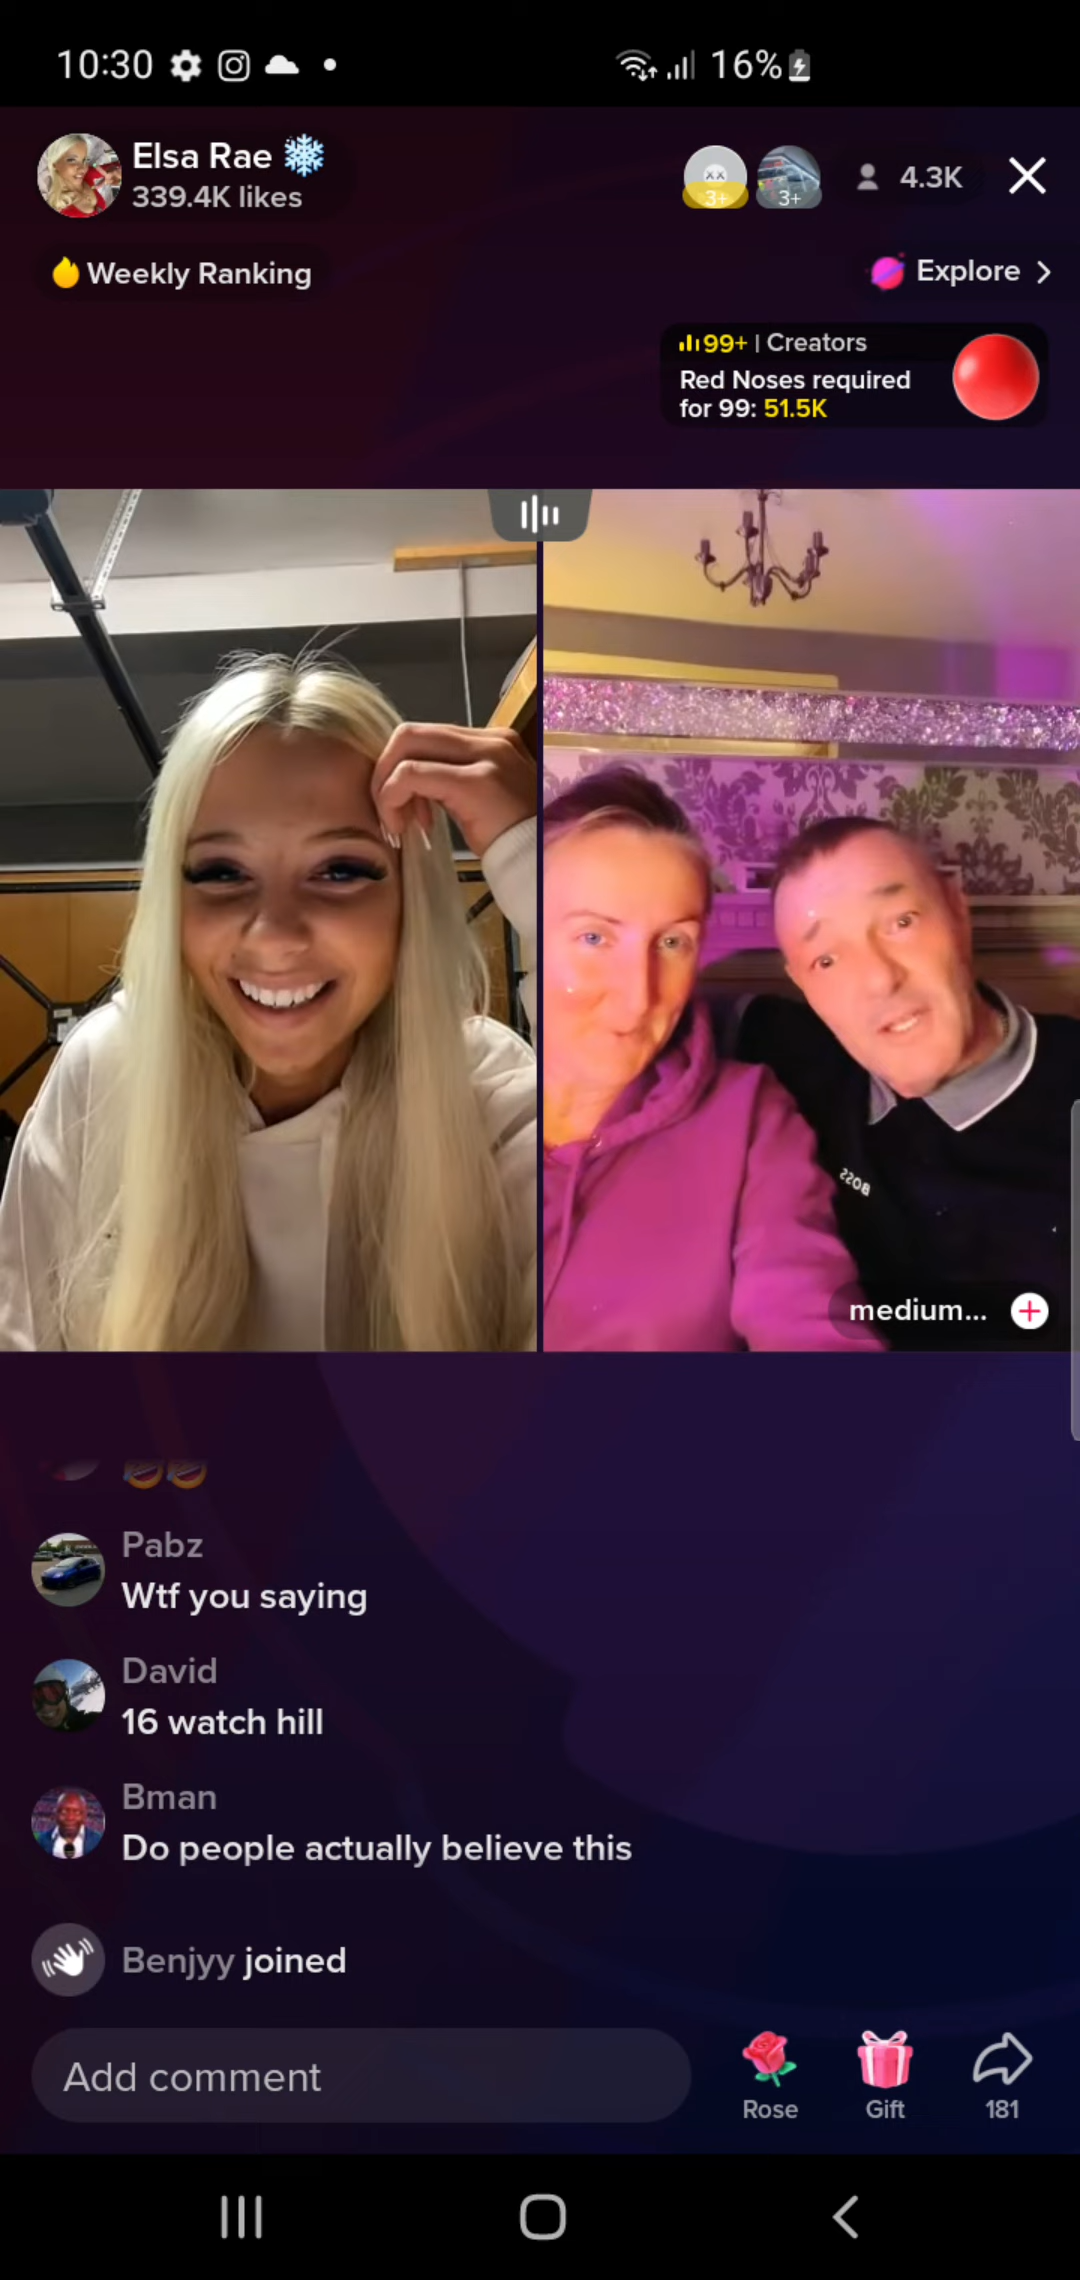 10:30
16%
Elsa Rae
339.4K likes
3+
3+
4.3K
Weekly Ranking
Explore
99+ | Creators
Red Noses required
for 99: 51.5K
BOSS
medium...
Pabz
Wtf you saying
David
16 watch hill
Bman
Do people actually believe this
Benjyy joined
Add comment
Rose
Gift
181